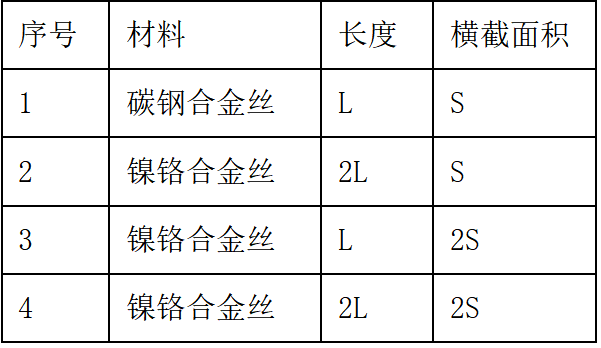 序号 材料 长度 横截面积
1 碳钢合金丝 L S
2 镍铬合金丝 2L S
3 镍铬合金丝 L 2S
4 镍铬合金丝 2L 2S